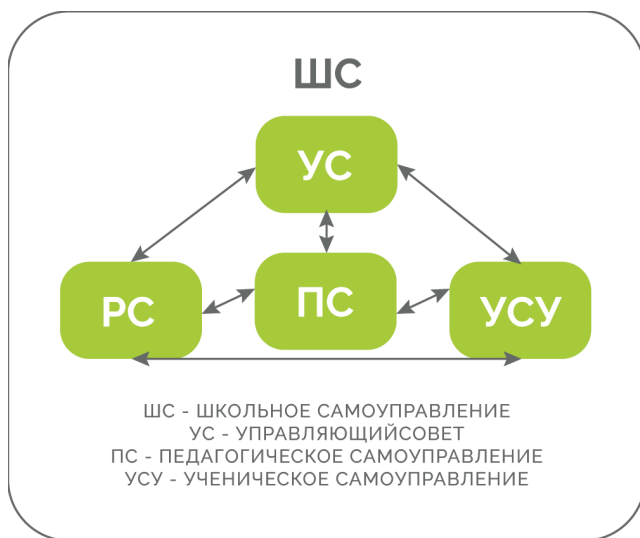 ШС
УС
РС
ПС
УСУ
ШС - ШКОЛЬНОЕ САМОУПРАВЛЕНИЕ
УС - УПРАВЛЯЮЩИЙСОВЕТ
ПС - ПЕДАГОГИЧЕСКОЕ САМОУПРАВЛЕНИЕ
УСУ - УЧЕНИЧЕСКОЕ САМОУПРАВЛЕНИЕ